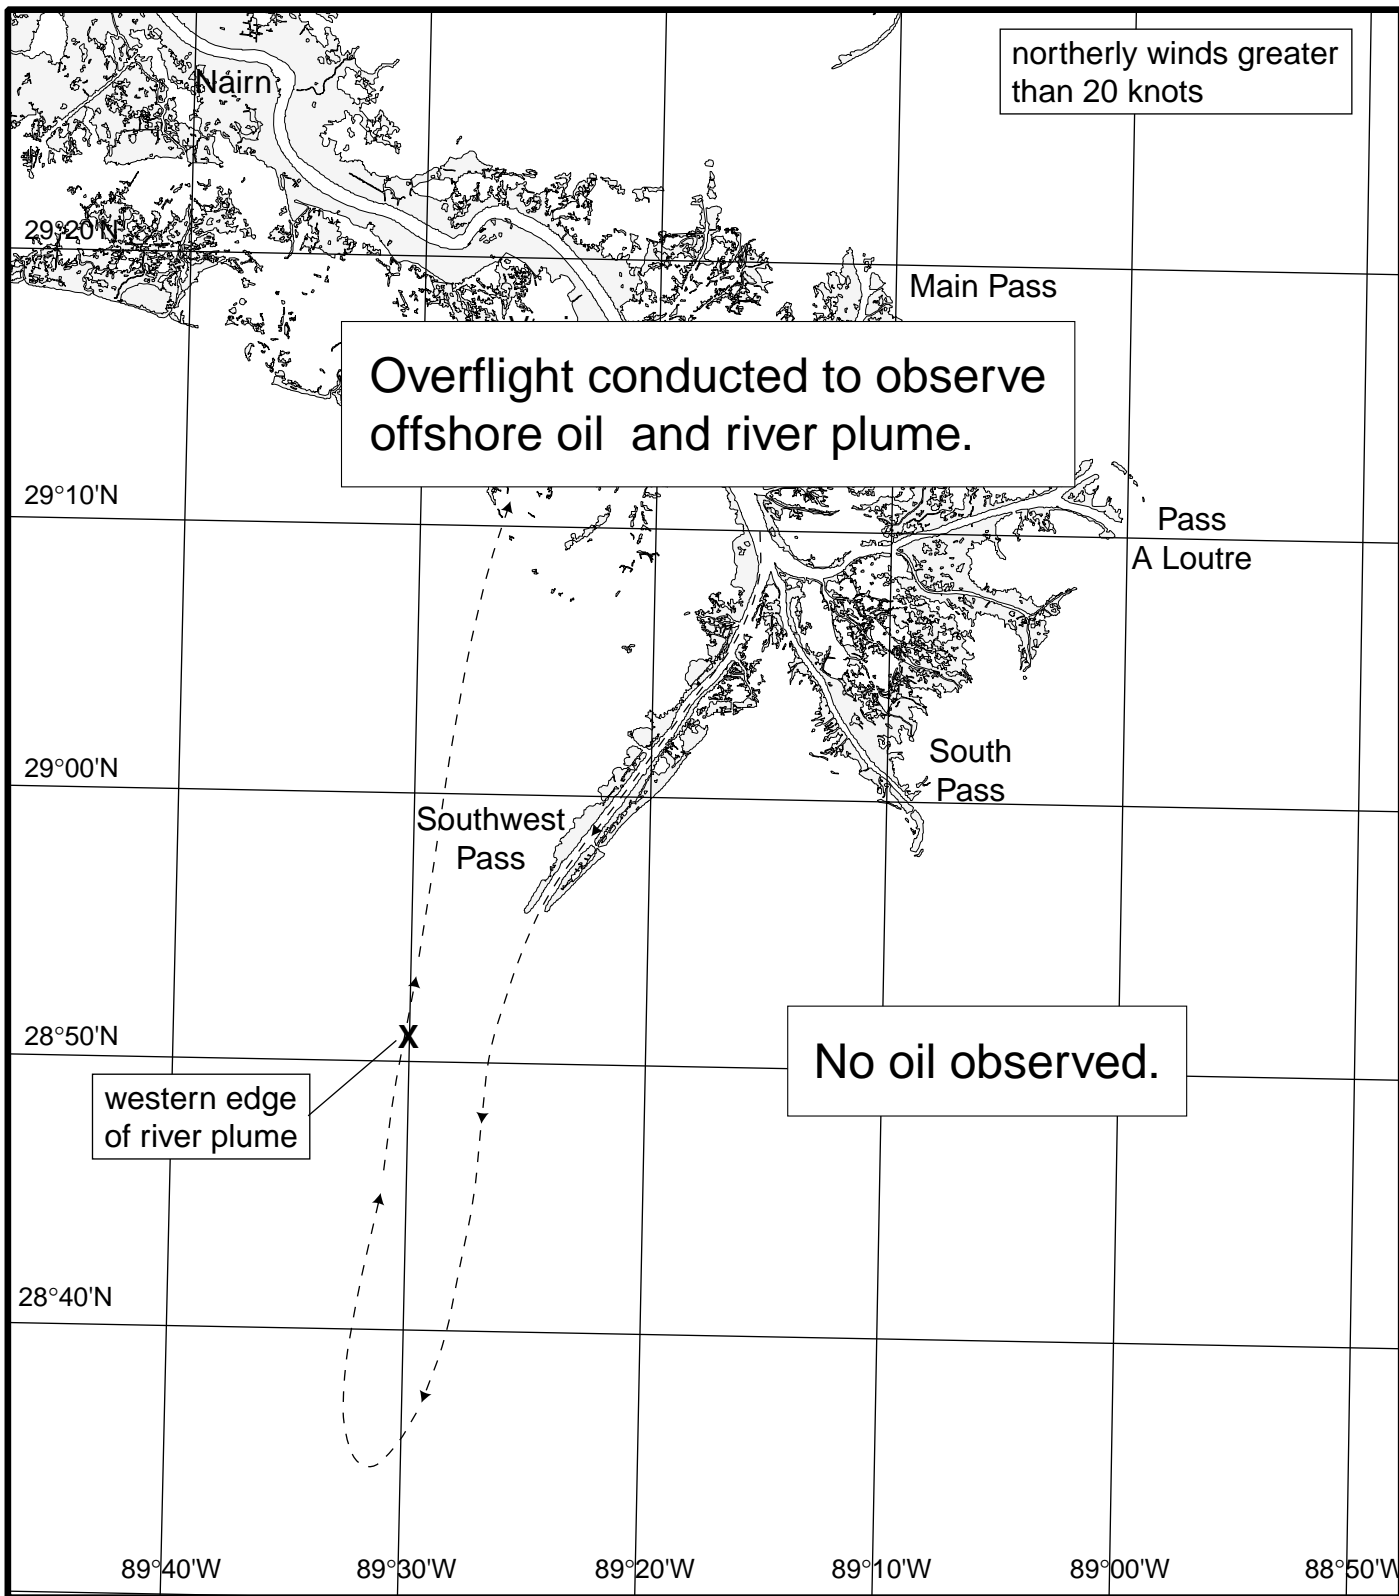 northerly winds greater
than 20 knots
Nairn
29°20'N
Main Pass
Overflight conducted to observe
offshore oil and river plume.
29°10'N
Pass
A Loutre
29°00'N
South
Pass
Southwest
Pass
28°50'N
X
No oil observed.
western edge
of river plume
28°40'N
89°40'W 89°30'W 89°20'W 89°10'W 89°00'W 88°50'W